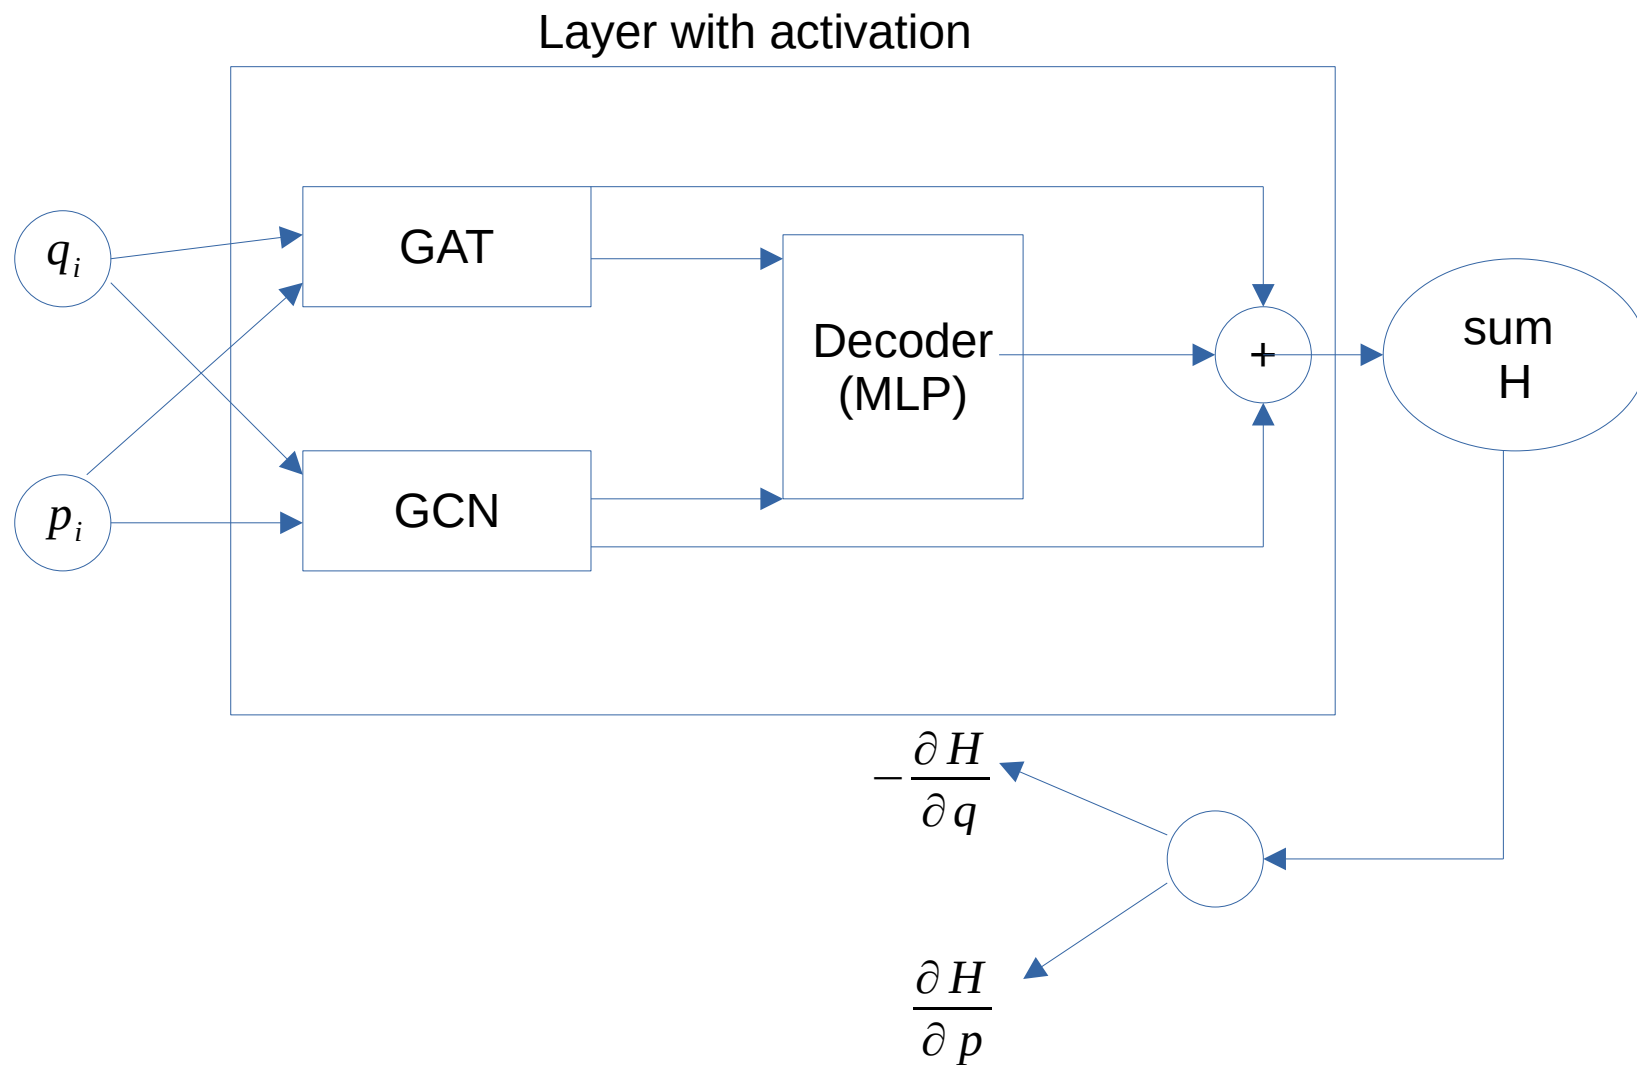 Layer with activation
GAT
q_i
Decoder
(MLP)
+
sum
H
GCN
p_i
−∂H/∂q
∂H/∂p